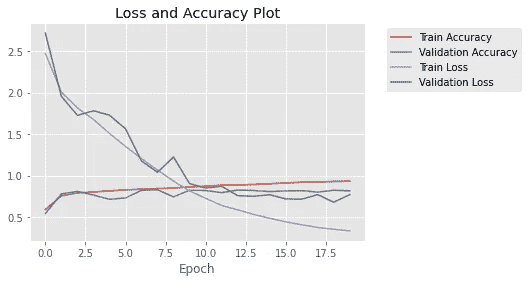 Loss and Accuracy Plot
Train Accuracy
Validation Accuracy
Train Loss
Validation Loss
2.5
2.0
1.5
1.0
0.5
0.0 2.5 5.0 7.5 10.0 12.5 15.0 17.5
Epoch